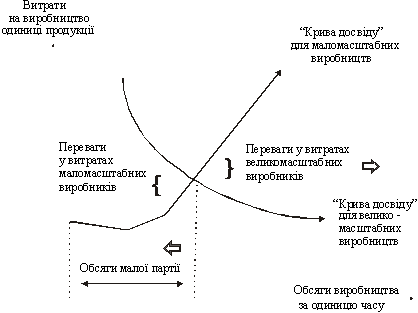 Витрати
на виробництво
одиниці продукції
“Крива досвіду”
для маломасштабних
виробництв
Переваги
у витратах
маломасштабних
виробників
Переваги у витратах
великомасштабних
виробників
“Крива досвіду”
для велико -
масштабних
виробництв
Обсяги малої партії
Обсяги виробництва
за одиницю часу